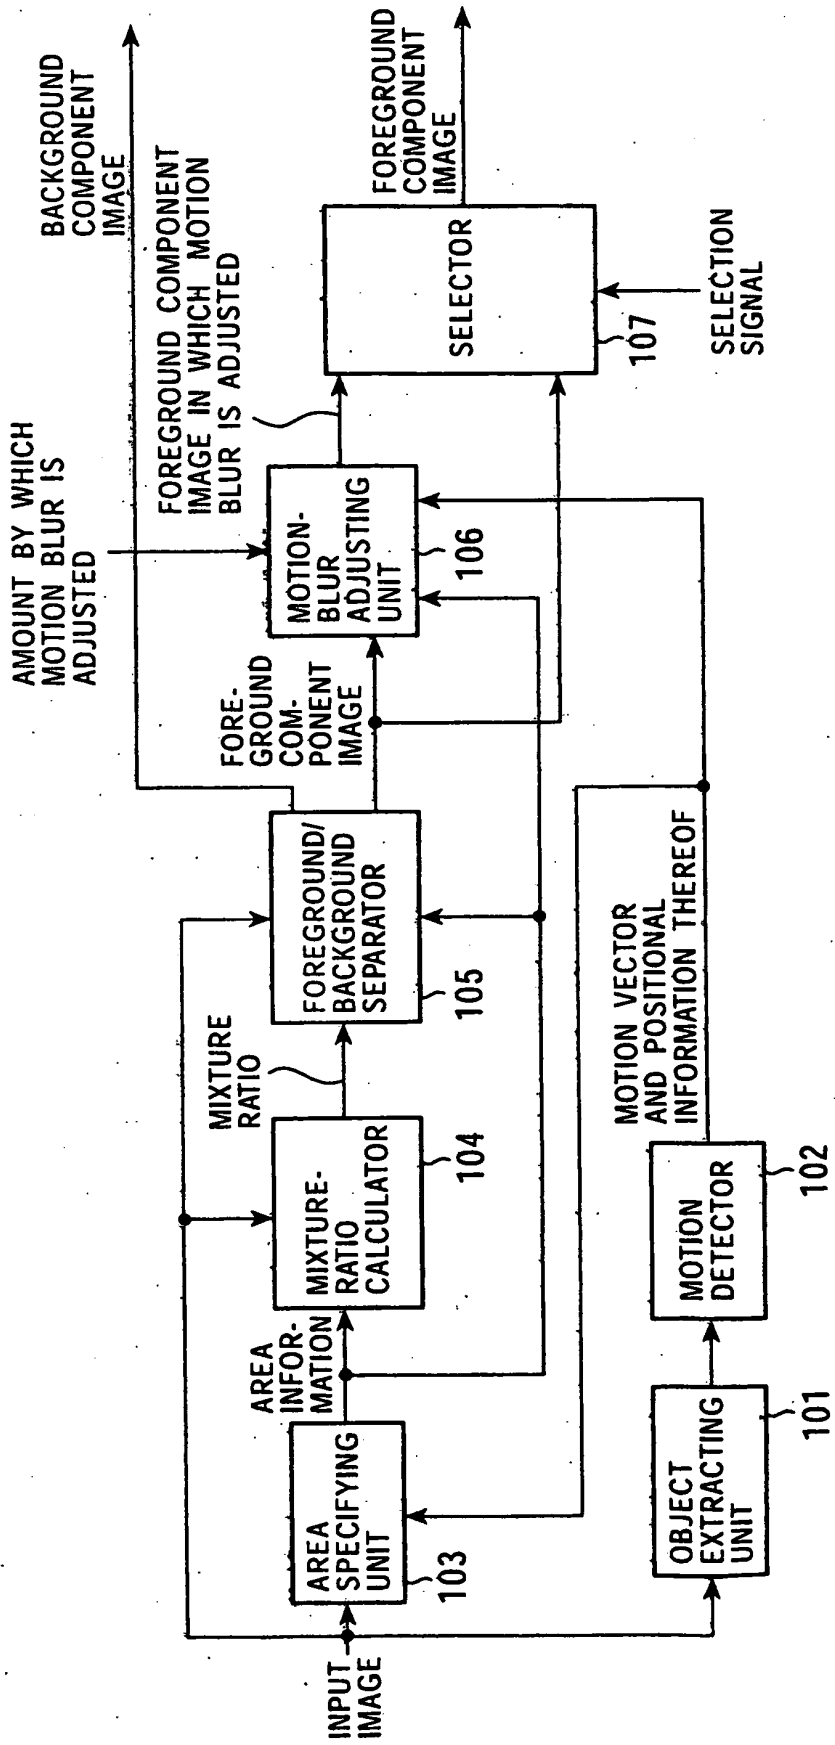 INPUT
IMAGE
AREA
SPECIFYING
UNIT
103
AREA
INFOR-
MATION
MIXTURE-
RATIO
CALCULATOR
104
MIXTURE
RATIO
FOREGROUND/
BACKGROUND
SEPARATOR
105
FORE-
GROUND
COM-
PONENT
IMAGE
AMOUNT BY WHICH
MOTION BLUR IS
ADJUSTED
MOTION-
BLUR
ADJUSTING
UNIT
106
FOREGROUND COMPONENT
IMAGE IN WHICH MOTION
BLUR IS ADJUSTED
BACKGROUND
COMPONENT
IMAGE
SELECTOR
107
SELECTION
SIGNAL
FOREGROUND
COMPONENT
IMAGE
OBJECT
EXTRACTING
UNIT
101
MOTION
DETECTOR
102
MOTION VECTOR
AND POSITIONAL
INFORMATION THEREOF